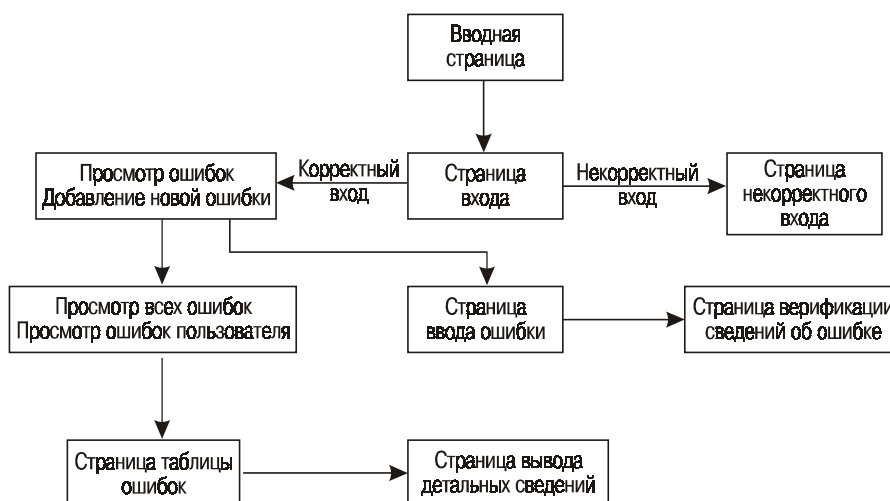 Вводная
страница
Просмотр ошибок
Добавление новой ошибки
Корректный
вход
Страница
входа
Некорректный
вход
Страница
некорректного
входа
Просмотр всех ошибок
Просмотр ошибок пользователя
Страница
ввода ошибки
Страница верификации
сведений об ошибке
Страница таблицы
ошибок
Страница вывода
детальных сведений